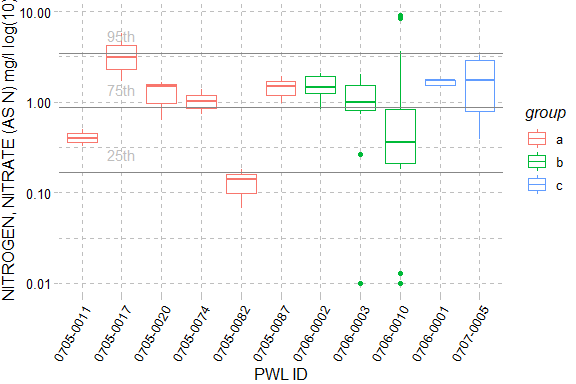 NITROGEN, NITRATE (AS N) mg/l log(10)
10.00
1.00
0.10
0.01
95th
75th
25th
0705-0011
0705-0017
0705-0020
0705-0074
0705-0082
0705-0087
0706-0002
0706-0003
0706-0010
0706-0001
0707-0005
PWL ID
group
a
b
c